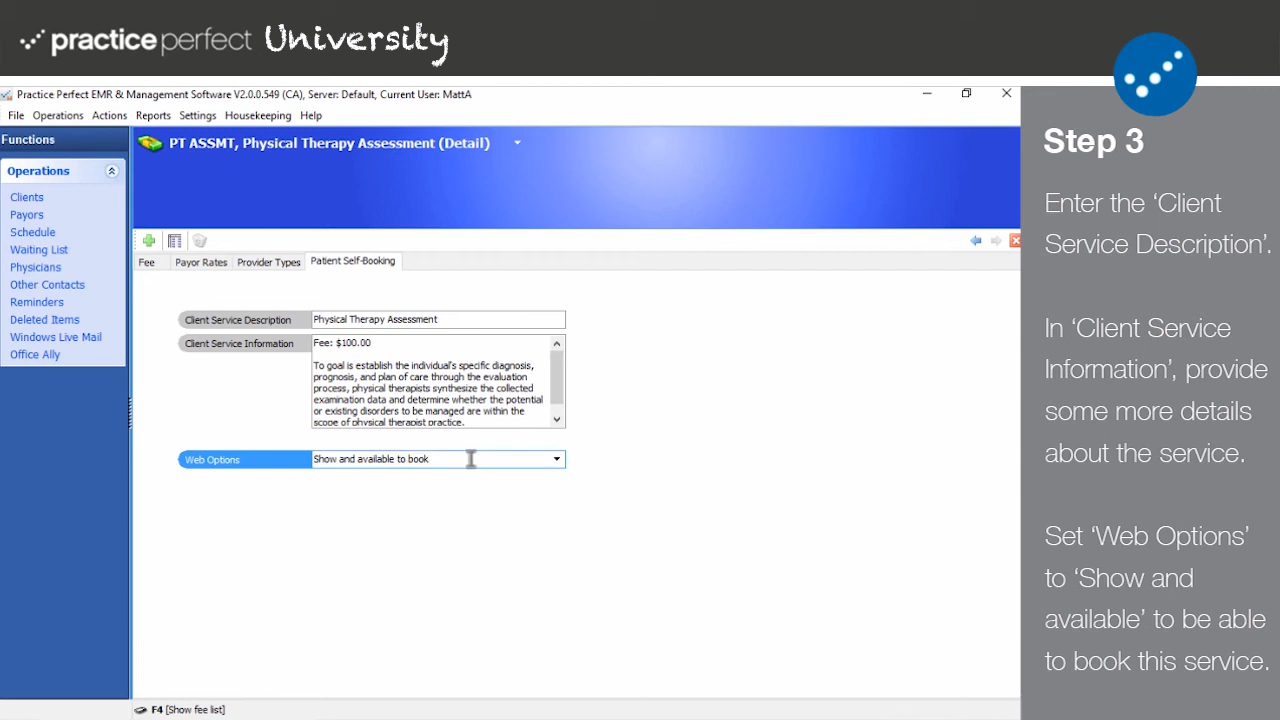 practice perfect University
Practice Perfect EMR & Management Software V2.0.0.549 (CA), Server: Default, Current User: MattA
File Operations Actions Reports Settings Housekeeping Help
Functions
Operations
Clients
Payors
Schedule
Waiting List
Physicians
Other Contacts
Reminders
Deleted Items
Windows Live Mail
Office Ally
PT ASSMT, Physical Therapy Assessment (Detail)
Fee Payor Rates Provider Types Patient Self-Booking
Client Service Description Physical Therapy Assessment
Client Service Information Fee: $100.00
To goal is establish the individual's specific diagnosis,
prognosis, and plan of care through the evaluation
process, physical therapists synthesize the collected
examination data and determine whether the potential
or existing disorders to be managed are within the
scope of physical therapist practice.
Web Options Show and available to book
F4 [Show fee list]
Step 3
Enter the ‘Client
Service Description’.
In ‘Client Service
Information’, provide
some more details
about the service.
Set ‘Web Options’
to ‘Show and
available’ to be able
to book this service.